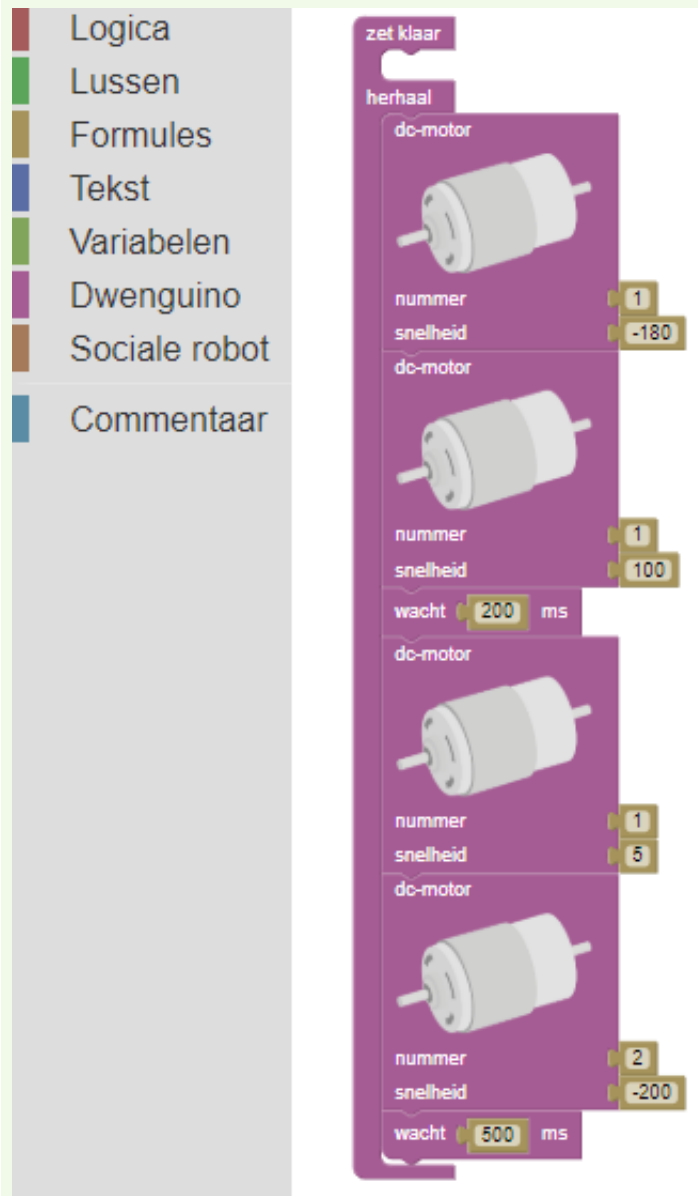 Logica
Lussen
Formules
Tekst
Variabelen
Dwenguino
Sociale robot
Commentaar
zet klaar
herhaal
dc-motor
nummer 1
snelheid -180
dc-motor
nummer 1
snelheid 100
wacht 200 ms
dc-motor
nummer 1
snelheid 5
dc-motor
nummer 2
snelheid -200
wacht 500 ms